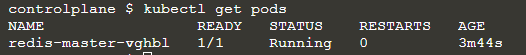 controlplane $ kubectl get pods
NAME READY STATUS RESTARTS AGE
redis-master-vghbl 1/1 Running 0 3m44s